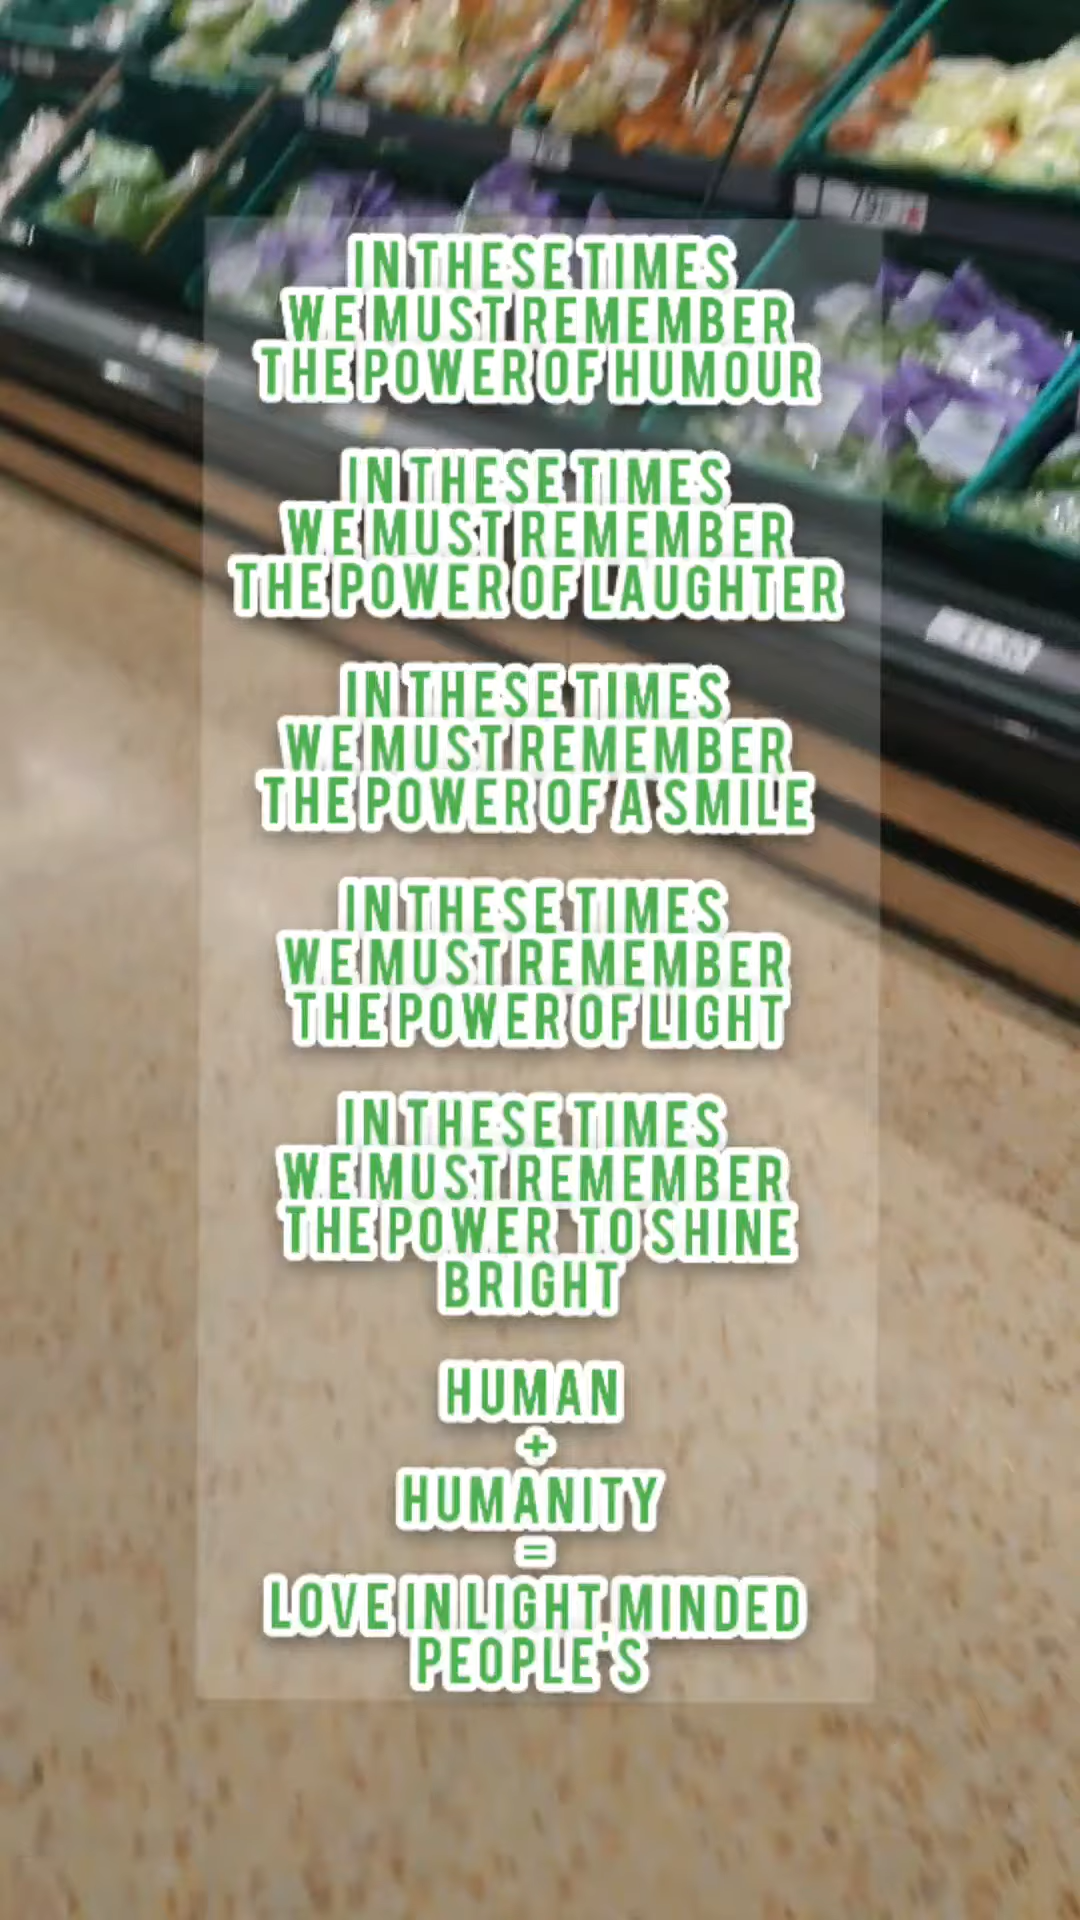 IN THESE TIMES
WE MUST REMEMBER
THE POWER OF HUMOUR
IN THESE TIMES
WE MUST REMEMBER
THE POWER OF LAUGHTER
IN THESE TIMES
WE MUST REMEMBER
THE POWER OF A SMILE
IN THESE TIMES
WE MUST REMEMBER
THE POWER OF LIGHT
IN THESE TIMES
WE MUST REMEMBER
THE POWER TO SHINE
BRIGHT
HUMAN
+
HUMANITY
=
LOVE IN LIGHT MINDED
PEOPLE'S